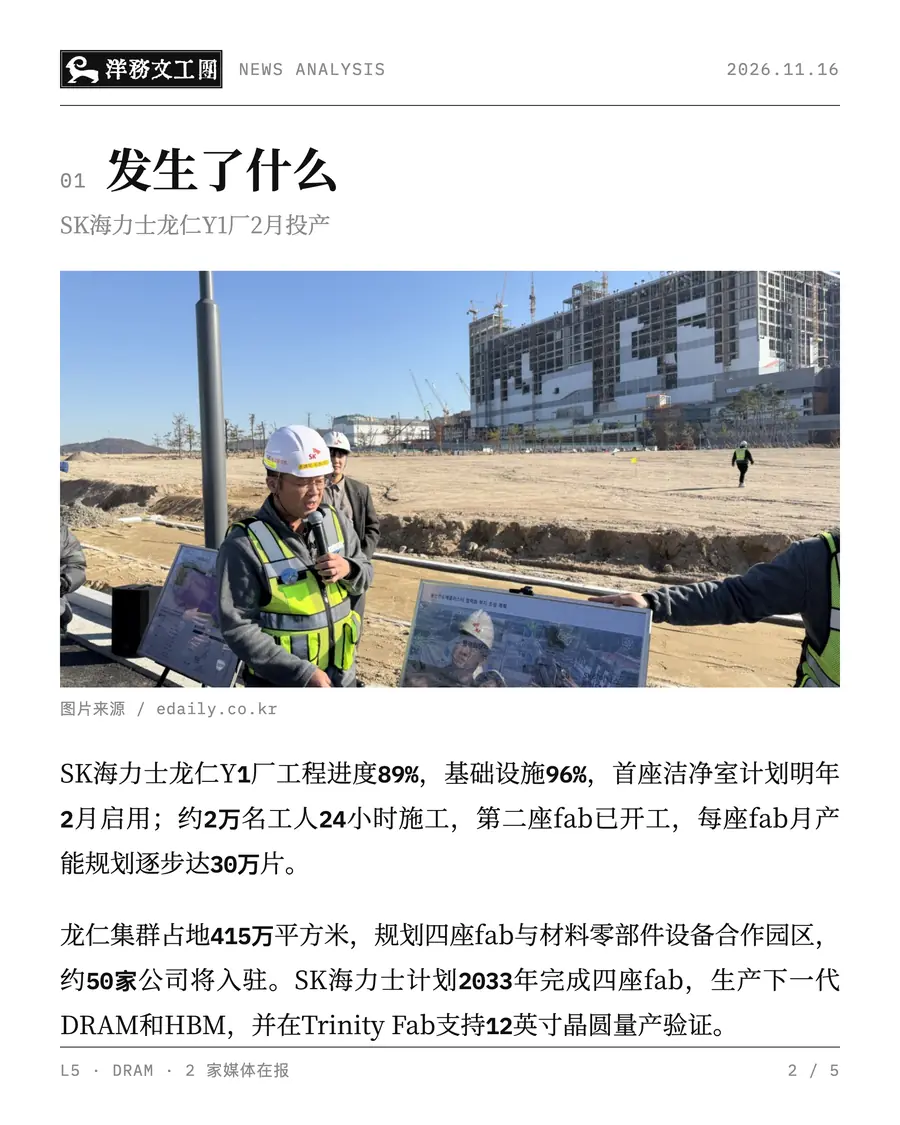 洋務文工團 NEWS ANALYSIS 2026.11.16
01 发生了什么
SK海力士龙仁Y1厂2月投产
SK
图片来源 / edaily.co.kr
SK海力士龙仁Y1厂工程进度89%，基础设施96%，首座洁净室计划明年
2月启用；约2万名工人24小时施工，第二座fab已开工，每座fab月产
能规划逐步达30万片。
龙仁集群占地415万平方米，规划四座fab与材料零部件设备合作园区，
约50家公司将入驻。SK海力士计划2033年完成四座fab，生产下一代
DRAM和HBM，并在Trinity Fab支持12英寸晶圆量产验证。
L5 · DRAM · 2 家媒体在报 2 / 5